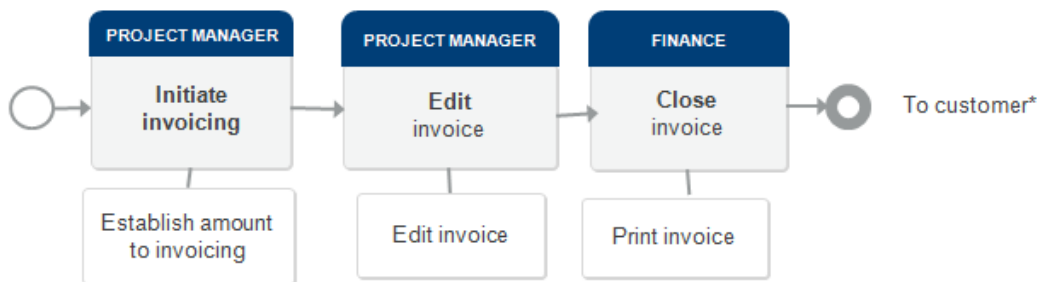 PROJECT MANAGER
Initiate
invoicing
Establish amount
to invoicing
PROJECT MANAGER
Edit
invoice
Edit invoice
FINANCE
Close
invoice
Print invoice
To customer*